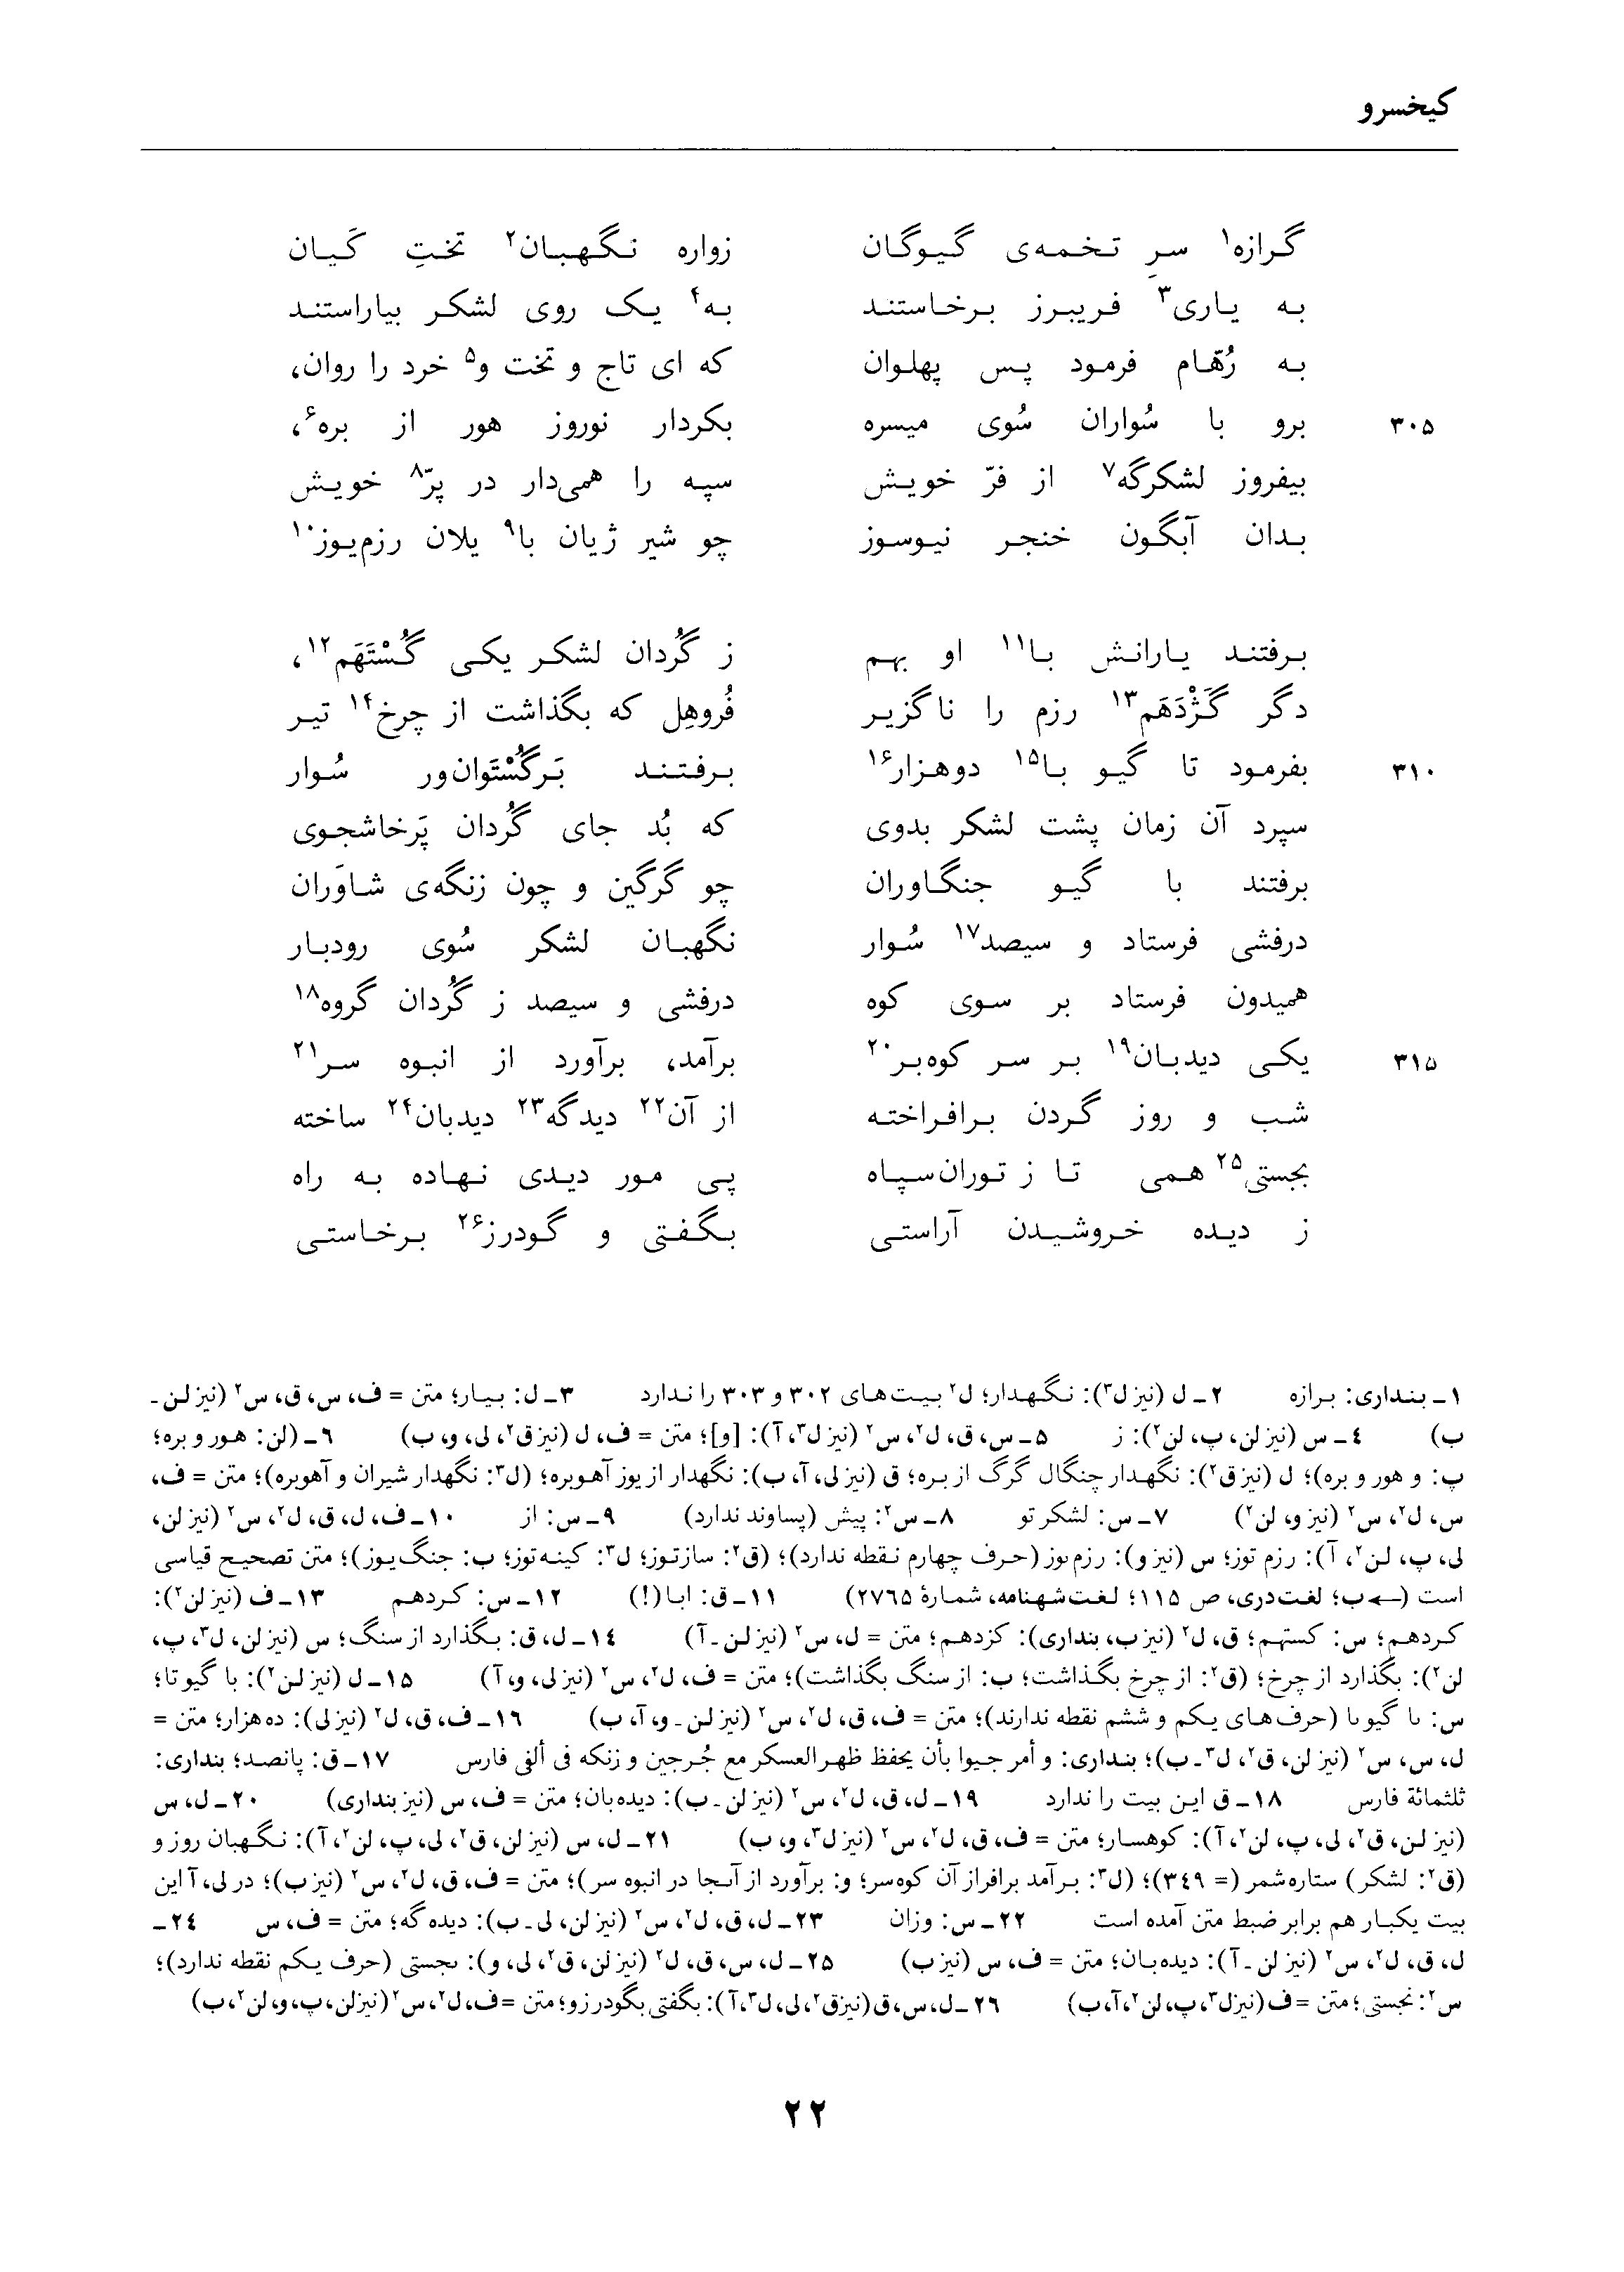 کیخسرو
گرازه۱ سرِ تخمه‌ی گیوگان زواره نگهبان۲ تختِ کَیان
به یاری۳ فریبرز برخاستند به۴ یک روی لشکر بیاراستند
به رُهّام فرمود پس پهلوان که ای تاج و تخت و۵ خرد را روان،
۳۰۵ برو با سُواران سُوی میسره بکردار نوروز هور از بره۶،
بیفروز لشکرگه۷ از فرّ خویش سپه را همی‌دار در پرّ۸ خویش
بدان آبگون خنجر نیوسوز چو شیر ژیان با۹ یلان رزم‌یوز۱۰
برفتند یارانش با۱۱ او بهم ز گُردان لشکر یکی گُسْتَهَم۱۲،
دگر گَژْدَهَم۱۳ رزم را ناگزیر فُروهِل که بگذاشت از چرخ۱۴ تیر
۳۱۰ بفرمود تا گیو با۱۵ دوهزار۱۶ برفتند بَرگُسْتَوان‌ور سُوار
سپرد آن زمان پشت لشکر بدوی که بُد جای گُردان پَرخاشجوی
برفتند با گیو جنگاوران چو گرگین و چون زنگه‌ی شاوَران
درفشی فرستاد و سیصد۱۷ سُوار نگهبان لشکر سُوی رودبار
همیدون فرستاد بر سوی کوه درفشی و سیصد ز گُردان گروه۱۸
۳۱۵ یکی دیدبان۱۹ بر سر کوه‌بر۲۰ برآمد، برآورد از انبوه سر۲۱
شب و روز گردن برافراخته از آن۲۲ دیدگه۲۳ دیدبان۲۴ ساخته
بجستی۲۵ همی تا ز توران‌سپاه پی مور دیدی نهاده به راه
ز دیده خروشیدن آراستی بگفتی و گودرز۲۶ برخاستی
۱ـ بنداری: برازه ۲ـ ل (نیز ل۳): نگهدار؛ ل۲ بیت‌های ۳۰۲ و ۳۰۳ را ندارد ۳ـ ل: بیار؛ متن = ف، س، ق، س۲ (نیز لن ـ
ب) ٤ـ س (نیز لن، پ، لن۲): ز ۵ـ س، ق، ل۲، س۲ (نیز ل۳، آ): [و]؛ متن = ف، ل (نیز ق۲، لی، و، ب) ٦ـ (لن: هور و بره؛
پ: و هور و بره)؛ ل (نیز ق۲): نگهدار چنگال گرگ از بره؛ ق (نیز لی، آ، ب): نگهدار از یوز آهوبره؛ (ل۳: نگهدار شیران و آهوبره)؛ متن = ف،
س، ل۲، س۲ (نیز و، لن۲) ۷ـ س: لشکر تو ۸ـ س۲: پیش (پساوند ندارد) ۹ـ س: از ۱۰ـ ف، ل، ق، ل۲، س۲ (نیز لن،
لی، پ، لن۲، آ): رزم توز؛ س (نیز و): رزم‌ٮوز (حرف چهارم نقطه ندارد)؛ (ق۲: سازتوز؛ ل۳: کینه‌توز؛ ب: جنگ‌یوز)؛ متن تصحیح قیاسی
است (←ب؛ لغت‌دری، ص ۱۱۵؛ لغت‌شهنامه، شمارهٔ ۲۷٦۵) ۱۱ـ ق: ابا(!) ۱۲ـ س: کردهم ۱۳ـ ف (نیز لن۲):
کردهم؛ س: کستهم؛ ق، ل۲ (نیز ب، بنداری): کزدهم؛ متن = ل، س۲ (نیز لن ـ آ) ۱٤ـ ل، ق: بگذارد از سنگ؛ س (نیز لن، ل۳، پ،
لن۲): بگذارد از چرخ؛ (ق۲: از چرخ بگذاشت؛ ب: از سنگ بگذاشت)؛ متن = ف، ل۲، س۲ (نیز لی، و، آ) ۱۵ـ ل (نیز لن۲): با گیو تا؛
س: ٮا گیو ٮا (حرف‌های یکم و ششم نقطه ندارند)؛ متن = ف، ق، ل۲، س۲ (نیز لن ـ و، آ، ب) ۱٦ـ ف، ق، ل۲ (نیز لی): ده هزار؛ متن =
ل، س، س۲ (نیز لن، ق۲، ل۳ ـ ب)؛ بنداری: و أمر جیوا بأن یحفظ ظهر العسکر مع جُرجین و زنکه فی ألفی فارس ۱۷ـ ق: پانصد؛ بنداری:
ثلثمائة فارس ۱۸ـ ق این بیت را ندارد ۱۹ـ ل، ق، ل۲، س۲ (نیز لن ـ ب): دیده‌بان؛ متن = ف، س (نیز بنداری) ۲۰ـ ل، س
(نیز لن، ق۲، لی، پ، لن۲، آ): کوهسار؛ متن = ف، ق، ل۲، س۲ (نیز ل۳، و، ب) ۲۱ـ ل، س (نیز لن، ق۲، لی، پ، لن۲، آ): نگهبان روز و
(ق۲: لشکر) ستاره‌شمر (= ۳٤۹)؛ (ل۳: برآمد برافراز آن کوه‌سر؛ و: برآورد از آنجا در انبوه سر)؛ متن = ف، ق، ل۲، س۲ (نیز ب)؛ در لی، آ این
بیت یکبار هم برابر ضبط متن آمده است ۲۲ـ س: وزان ۲۳ـ ل، ق، ل۲، س۲ (نیز لن، لی ـ ب): دیده گه؛ متن = ف، س ۲٤ـ
ل، ق، ل۲، س۲ (نیز لن ـ آ): دیده‌بان؛ متن = ف، س (نیز ب) ۲۵ـ ل، س، ق، ل۲ (نیز لن، ق۲، لی، و): ٮجستی (حرف یکم نقطه ندارد)؛
س۲: نجستی؛ متن = ف (نیز ل۳، پ، لن۲، آ، ب) ۲٦ـ ل، س، ق (نیز ق۲، لی، ل۳، آ): بگفتی بگودرز و؛ متن = ف، ل۲، س۲ (نیز لن، پ، و، لن۲، ب)
۲۲